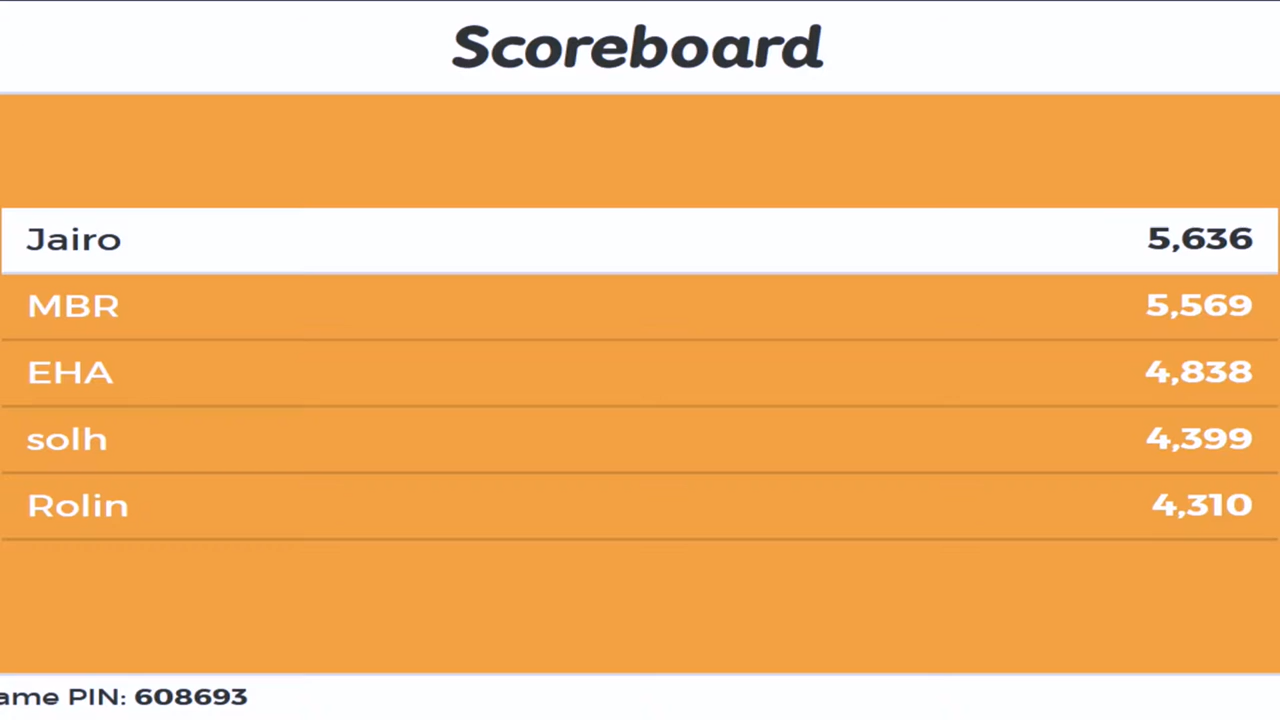 Scoreboard
Jairo 5,636
MBR 5,569
EHA 4,838
solh 4,399
Rolin 4,310
ame PIN: 608693